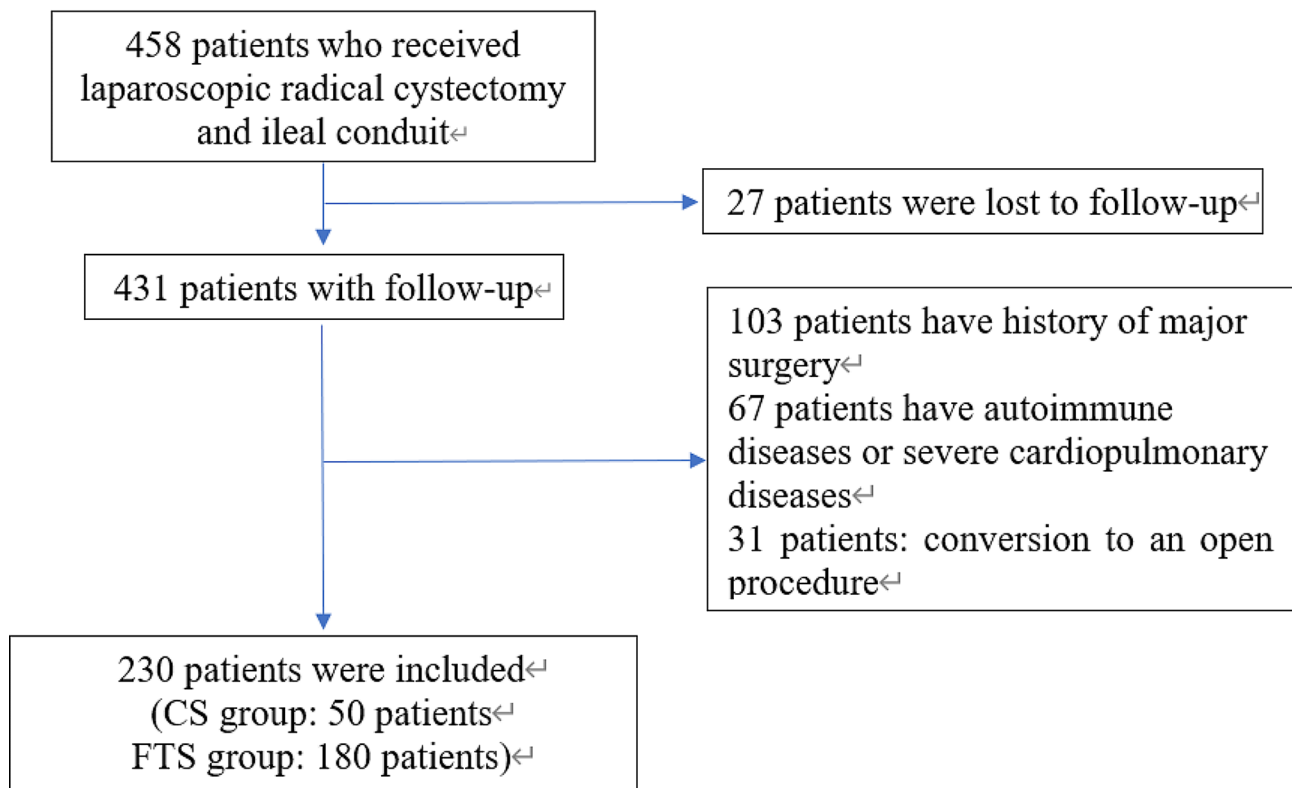 458 patients who received
laparoscopic radical cystectomy
and ileal conduit↵
27 patients were lost to follow-up↵
431 patients with follow-up↵
103 patients have history of major
surgery↵
67 patients have autoimmune
diseases or severe cardiopulmonary
diseases↵
31 patients: conversion to an open
procedure↵
230 patients were included↵
(CS group: 50 patients↵
FTS group: 180 patients)↵